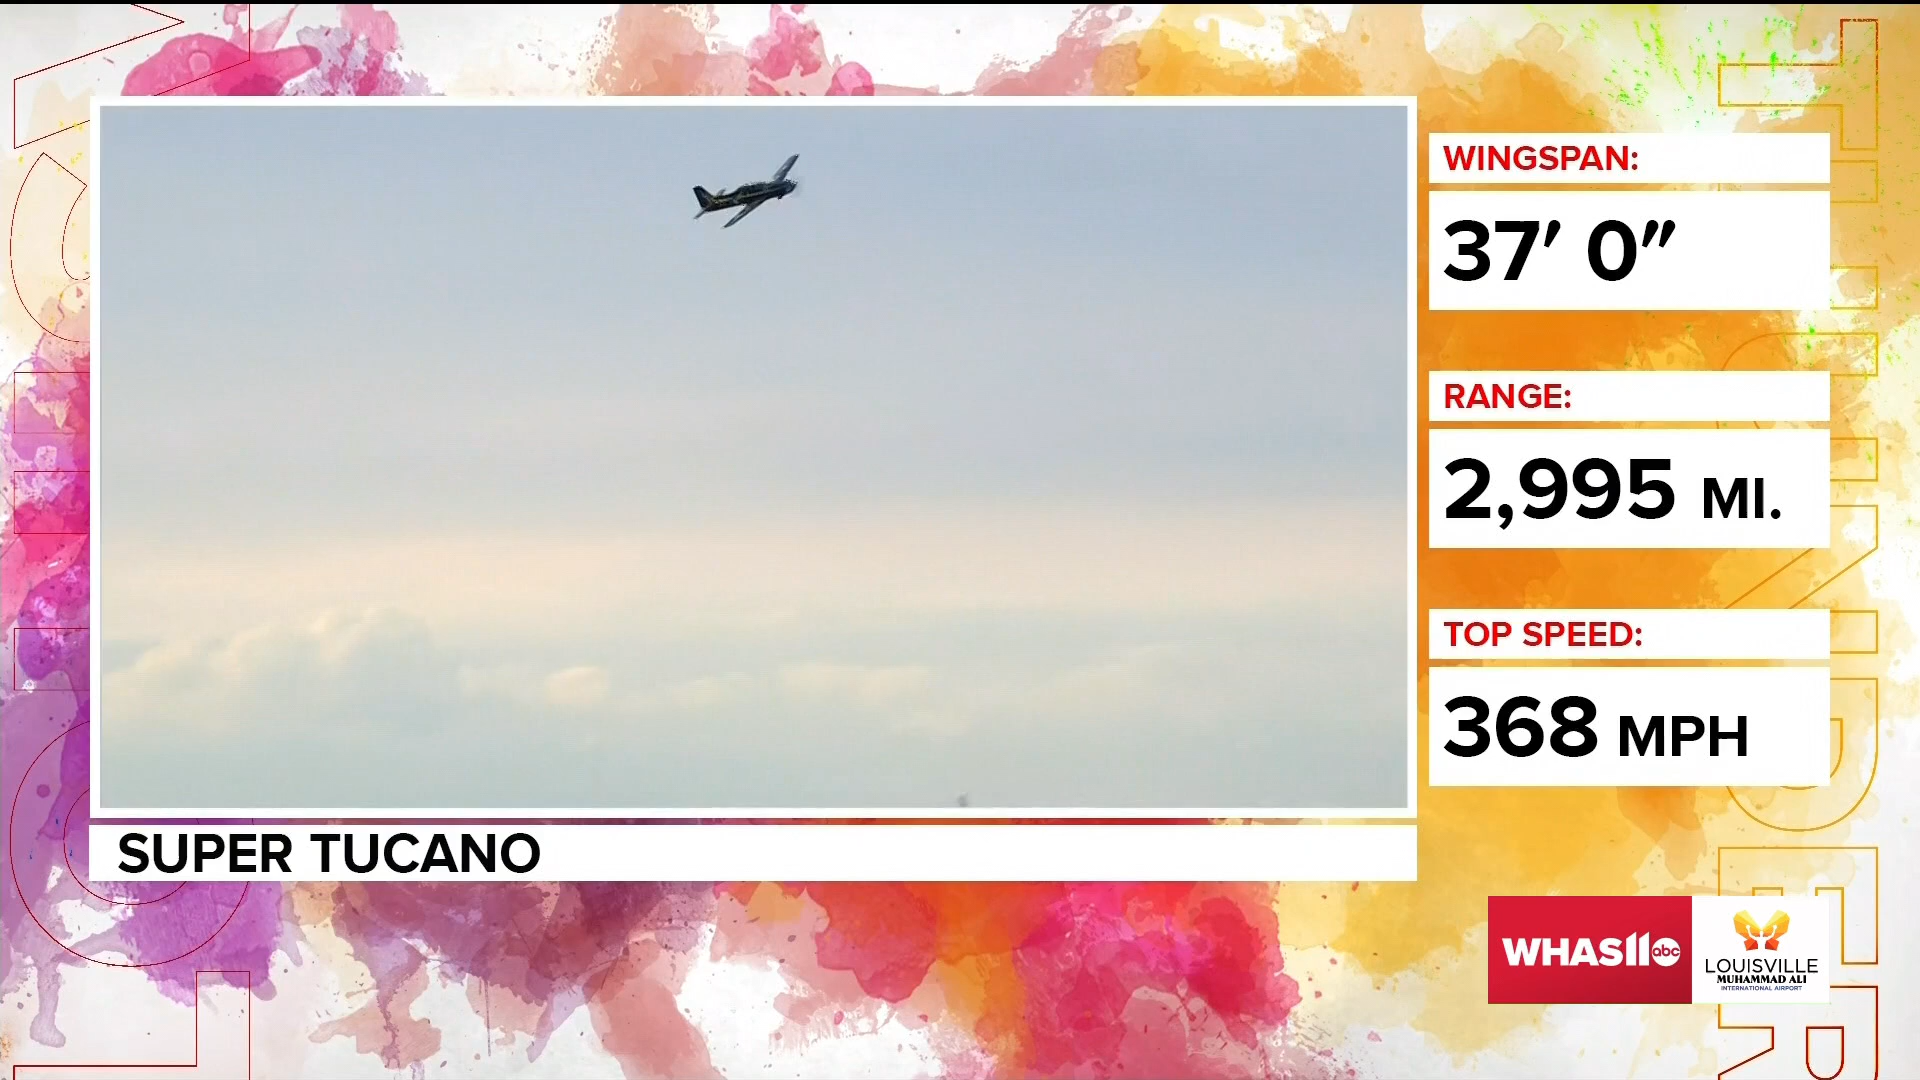 WINGSPAN:
37′ 0″
RANGE:
2,995 MI.
TOP SPEED:
368 MPH
SUPER TUCANO
WHAS11 abc
LOUISVILLE
MUHAMMAD ALI
INTERNATIONAL AIRPORT